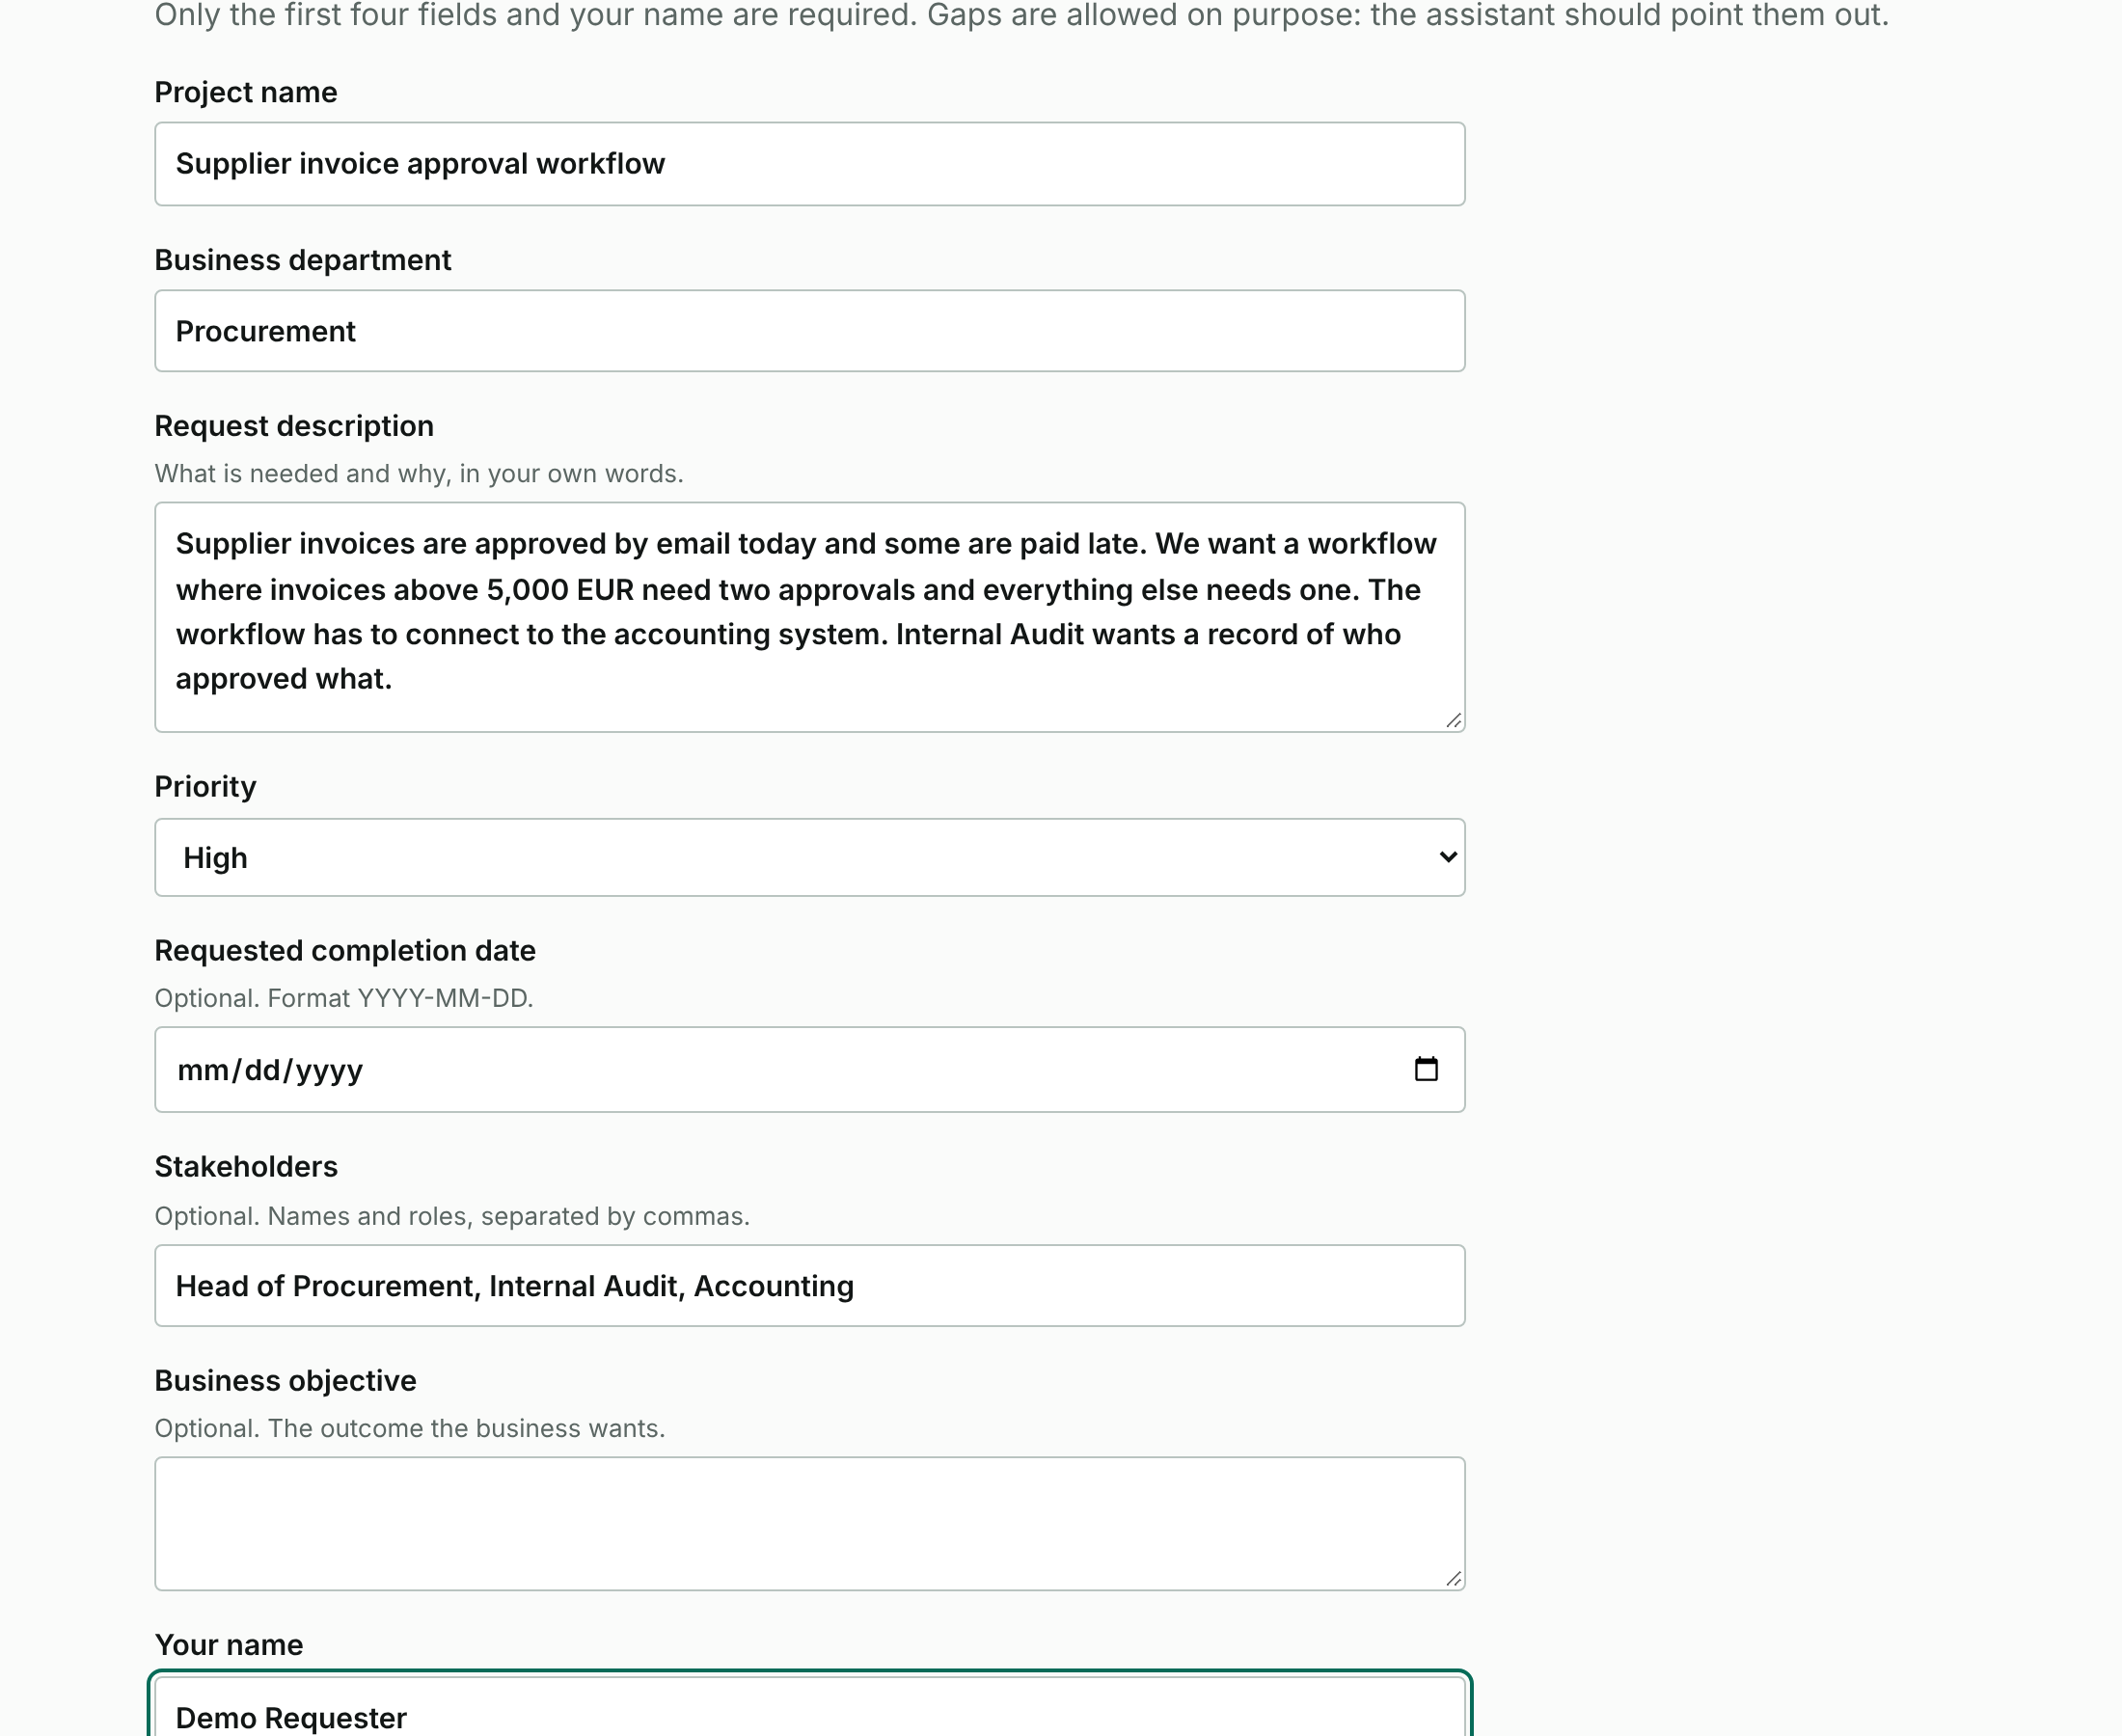 Only the first four fields and your name are required. Gaps are allowed on purpose: the assistant should point them out.
Project name
Supplier invoice approval workflow
Business department
Procurement
Request description
What is needed and why, in your own words.
Supplier invoices are approved by email today and some are paid late. We want a workflow
where invoices above 5,000 EUR need two approvals and everything else needs one. The
workflow has to connect to the accounting system. Internal Audit wants a record of who
approved what.
Priority
High
Requested completion date
Optional. Format YYYY-MM-DD.
mm/dd/yyyy
Stakeholders
Optional. Names and roles, separated by commas.
Head of Procurement, Internal Audit, Accounting
Business objective
Optional. The outcome the business wants.
Your name
Demo Requester